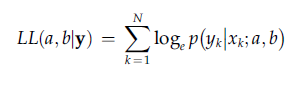 LL(a, b|y) = ∑_{k=1}^{N} log_e p(y_k|x_k; a, b)